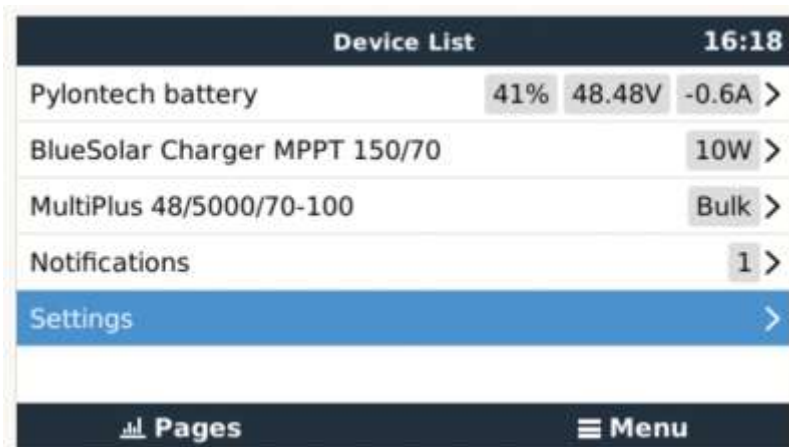 Device List 16:18
Pylontech battery 41% 48.48V -0.6A
BlueSolar Charger MPPT 150/70 10W
MultiPlus 48/5000/70-100 Bulk
Notifications 1
Settings
Pages Menu